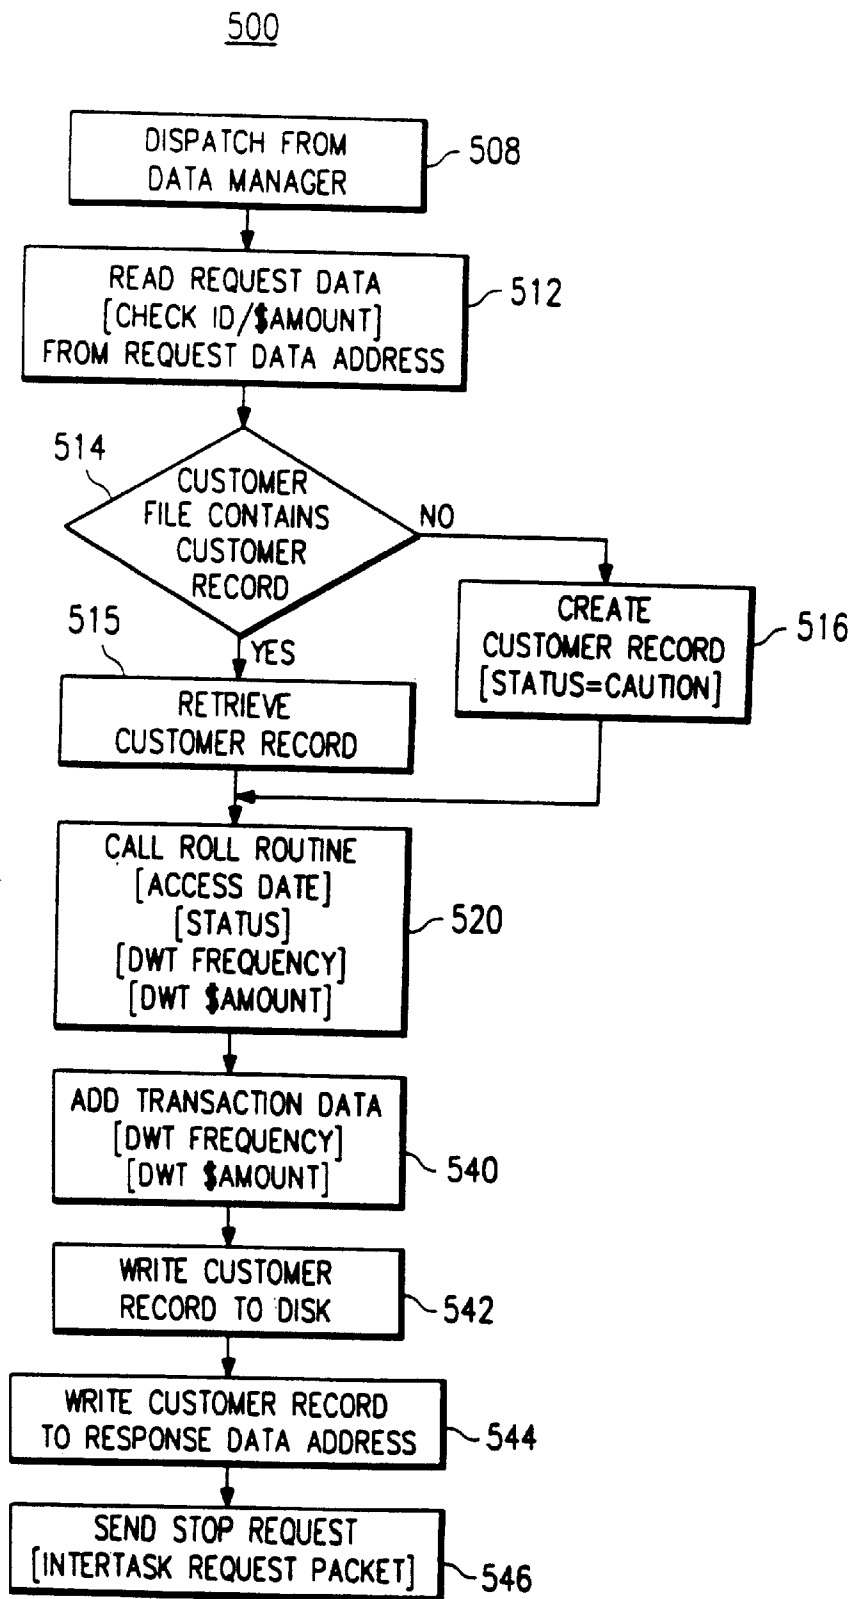 500
DISPATCH FROM
DATA MANAGER
508
READ REQUEST DATA
[CHECK ID/$AMOUNT]
FROM REQUEST DATA ADDRESS
512
514
CUSTOMER
FILE CONTAINS
CUSTOMER
RECORD
NO
YES
CREATE
CUSTOMER RECORD
[STATUS=CAUTION]
516
515
RETRIEVE
CUSTOMER RECORD
CALL ROLL ROUTINE
[ACCESS DATE]
[STATUS]
[DWT FREQUENCY]
[DWT $AMOUNT]
520
ADD TRANSACTION DATA
[DWT FREQUENCY]
[DWT $AMOUNT]
540
WRITE CUSTOMER
RECORD TO DISK
542
WRITE CUSTOMER RECORD
TO RESPONSE DATA ADDRESS
544
SEND STOP REQUEST
[INTERTASK REQUEST PACKET]
546